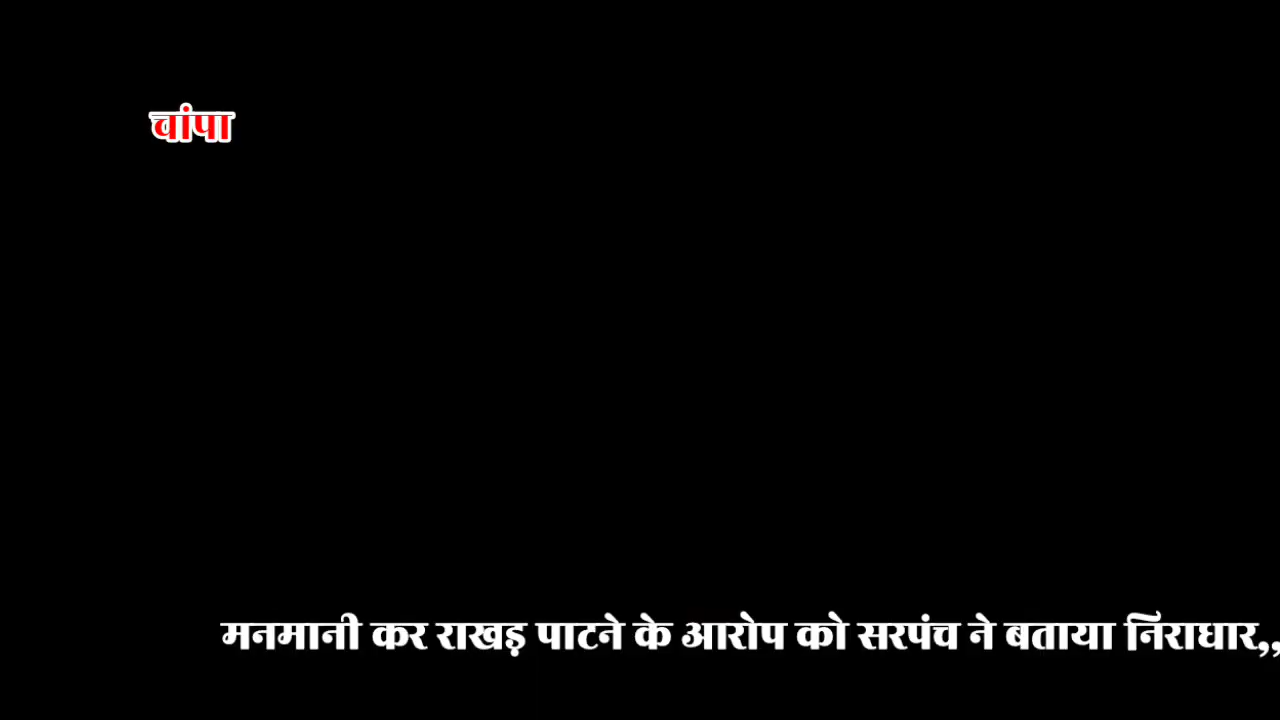 चांपा
मनमानी कर राखड़ पाटने के आरोप को सरपंच ने बताया निराधार,,